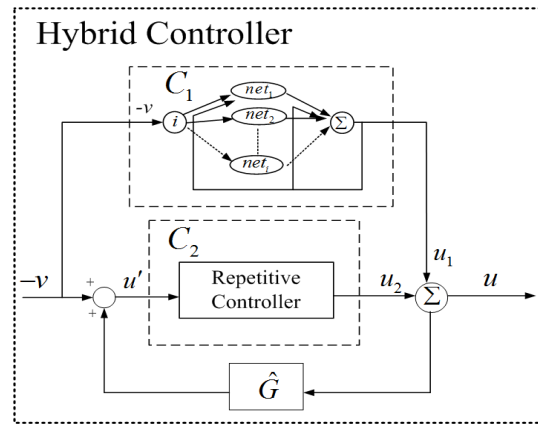 Hybrid Controller
C₁
-v
i
net₁
net₂
netᵢ
Σ
C₂
u₁
−v
+
+
u′
Repetitive
Controller
u₂
Σ
u
Ĝ